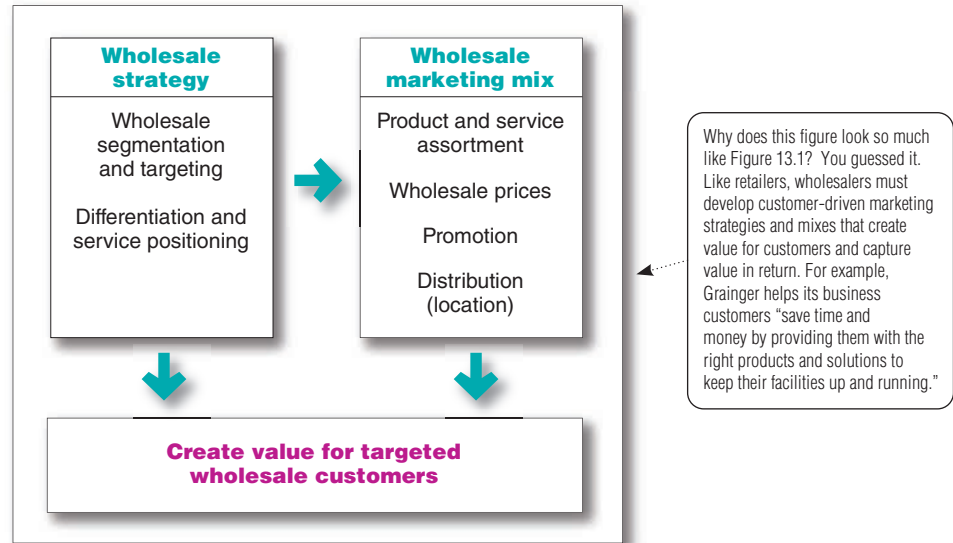 Wholesale
strategy
Wholesale
segmentation
and targeting
Differentiation and
service positioning
Wholesale
marketing mix
Product and service
assortment
Wholesale prices
Promotion
Distribution
(location)
Create value for targeted
wholesale customers
Why does this figure look so much
like Figure 13.1? You guessed it.
Like retailers, wholesalers must
develop customer-driven marketing
strategies and mixes that create
value for customers and capture
value in return. For example,
Grainger helps its business
customers “save time and
money by providing them with the
right products and solutions to
keep their facilities up and running.”